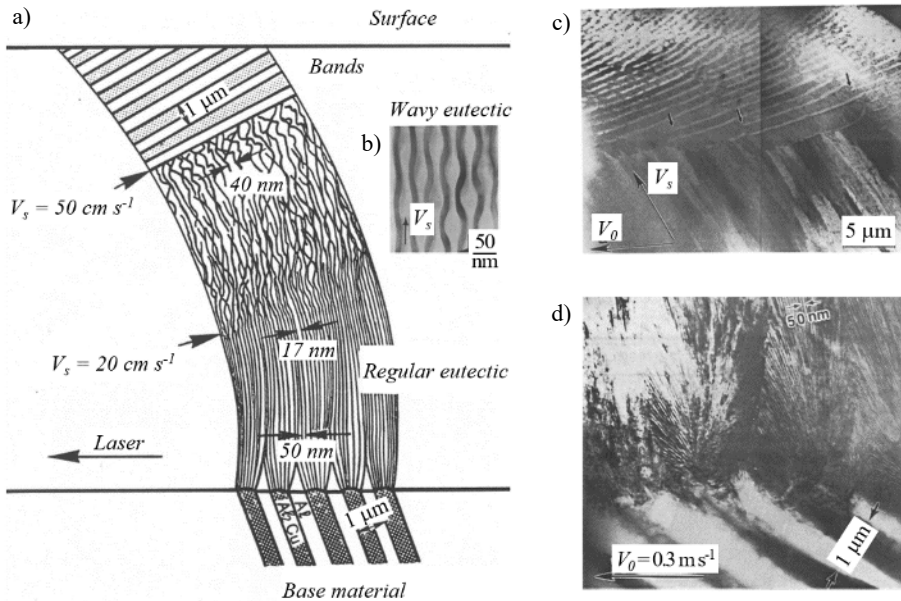 a)
Surface
Bands
1 μm
Wavy eutectic
b)
40 nm
V_s = 50 cm s⁻¹
V_s
50
nm
V_s = 20 cm s⁻¹
17 nm
Regular eutectic
Laser
50 nm
Al
Al₂Cu
1 μm
Base material
c)
V_s
V_0
5 μm
d)
50 nm
1 μm
V_0 = 0.3 m s⁻¹